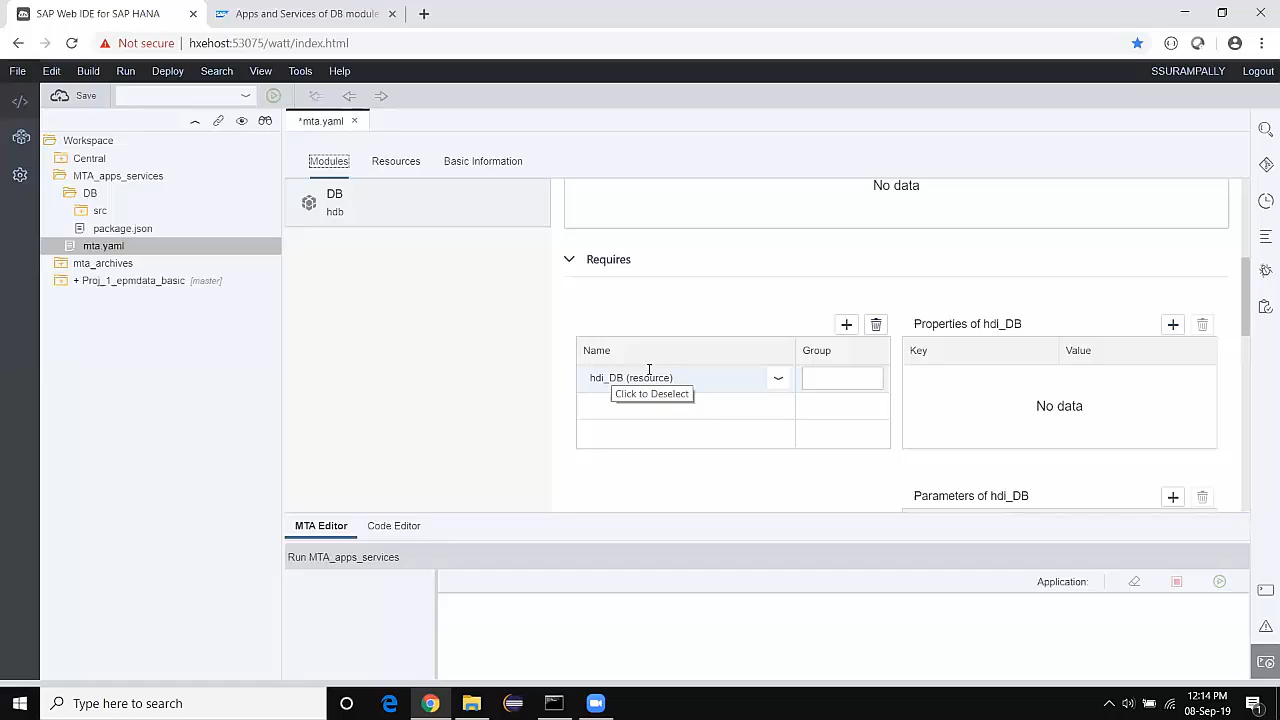 SAP Web IDE for SAP HANA
Apps and Services of DB module
Not secure
hxehost:53075/watt/index.html
File Edit Build Run Deploy Search View Tools Help
SSURAMPALLY Logout
Save
*mta.yaml
Workspace
Central
MTA_apps_services
DB
src
package.json
mta.yaml
mta_archives
+ Proj_1_epmdata_basic [master]
Modules Resources Basic Information
DB
hdb
No data
Requires
Properties of hdi_DB
Name Group
Key Value
hdi_DB (resource)
Click to Deselect
No data
Parameters of hdi_DB
MTA Editor Code Editor
Run MTA_apps_services
Application:
Type here to search
12:14 PM
08-Sep-19